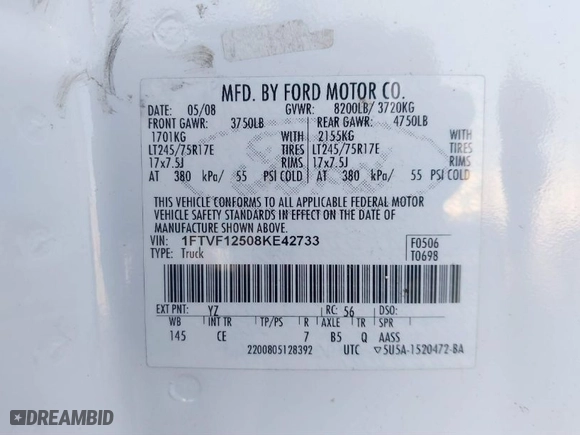 MFD. BY FORD MOTOR CO.
DATE: 05/08 GVWR: 8200LB/ 3720KG
FRONT GAWR: 3750LB REAR GAWR: 4750LB
1701KG WITH 2155KG WITH
LT245/75R17E TIRES LT245/75R17E TIRES
17x7.5J RIMS 17x7.5J RIMS
AT 380 kPa/ 55 PSI COLD AT 380 kPa/ 55 PSI COLD
THIS VEHICLE CONFORMS TO ALL APPLICABLE FEDERAL MOTOR
VEHICLE SAFETY STANDARDS IN EFFECT ON THE DATE OF
MANUFACTURE SHOWN ABOVE.
VIN: 1FTVF12508KE42733 F0506
TYPE: Truck T0698
EXT PNT: YZ RC: 56 DSO:
WB INT TR TP/PS R AXLE TR SPR
145 CE 7 B5 Q AASS
2200805128392 UTC ▽5U5A-1520472-BA
DREAMBID